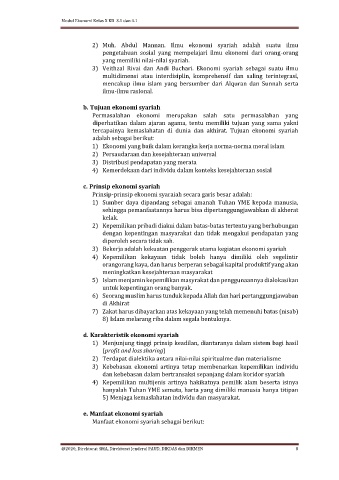 Modul Ekonomi Kelas X KD. 3.1 dan 4.1
2) Muh. Abdul Mannan, Ilmu ekonomi syariah adalah suatu ilmu
pengetahuan sosial yang mempelajari ilmu ekonomi dari orang-orang
yang memiliki nilai-nilai syariah.
3) Veithzal Rivai dan Andi Buchari. Ekonomi syariah sebagai suatu ilmu
multidimensi atau interdisiplin, komprehensif dan saling terintegrasi,
mencakup ilmu islam yang bersumber dari Alquran dan Sunnah serta
ilmu-ilmu rasional.
b. Tujuan ekonomi syariah
Permasalahan ekonomi merupakan salah satu permasalahan yang
diperhatikan dalam ajaran agama, tentu memiliki tujuan yang sama yakni
tercapainya kemaslahatan di dunia dan akhirat. Tujuan ekonomi syariah
adalah sebagai berikut:
1) Ekonomi yang baik dalam kerangka kerja norma-norma moral islam
2) Persaudaraan dan kesejahteraan universal
3) Distribusi pendapatan yang merata
4) Kemerdekaan dari individu dalam konteks kesejahteraan sosial
c. Prinsip ekonomi syariah
Prinsip-prinsip ekonomi syaraiah secara garis besar adalah:
1) Sumber daya dipandang sebagai amanah Tuhan YME kepada manusia,
sehingga pemanfaatannya harus bisa dipertanggungjawabkan di akherat
kelak.
2) Kepemilikan pribadi diakui dalam batas-batas tertentu yang berhubungan
dengan kepentingan masyarakat dan tidak mengakui pendapatan yang
diperoleh secara tidak sah.
3) Bekerja adalah kekuatan penggerak utama kegiatan ekonomi syariah
4) Kepemilikan kekayaan tidak boleh hanya dimiliki oleh segelintir
orangorang kaya, dan harus berperan sebagai kapital produktif yang akan
meningkatkan kesejahteraan masyarakat
5) Islam menjamin kepemilikan masyrakat dan penggunaannya dialokasikan
untuk kepentingan orang banyak.
6) Seorang muslim harus tunduk kepada Allah dan hari pertanggungjawaban
di Akhirat
7) Zakat harus dibayarkan atas kekayaan yang telah memenuhi batas (nisab)
8) Islam melarang riba dalam segala bentuknya.
d. Karakteristik ekonomi syariah
1) Menjunjung tinggi prinsip keadilan, diantaranya dalam sistem bagi hasil
(profit and loss sharing)
2) Terdapat dialektika antara nilai-nilai spiritualme dan materialisme
3) Kebebasan ekonomi artinya tetap membenarkan kepemilikan individu
dan kebebasan dalam bertransaksi sepanjang dalam koridor syariah
4) Kepemilikan multijenis artinya hakikatnya pemilik alam beserta isinya
hanyalah Tuhan YME semata, harta yang dimiliki manusia hanya titipan
5) Menjaga kemaslahatan individu dan masyarakat.
e. Manfaat ekonomi syariah
Manfaat ekonomi syariah sebagai berikut:
@2020, Direktorat SMA, Direktorat Jenderal PAUD, DIKDAS dan DIKMEN 8